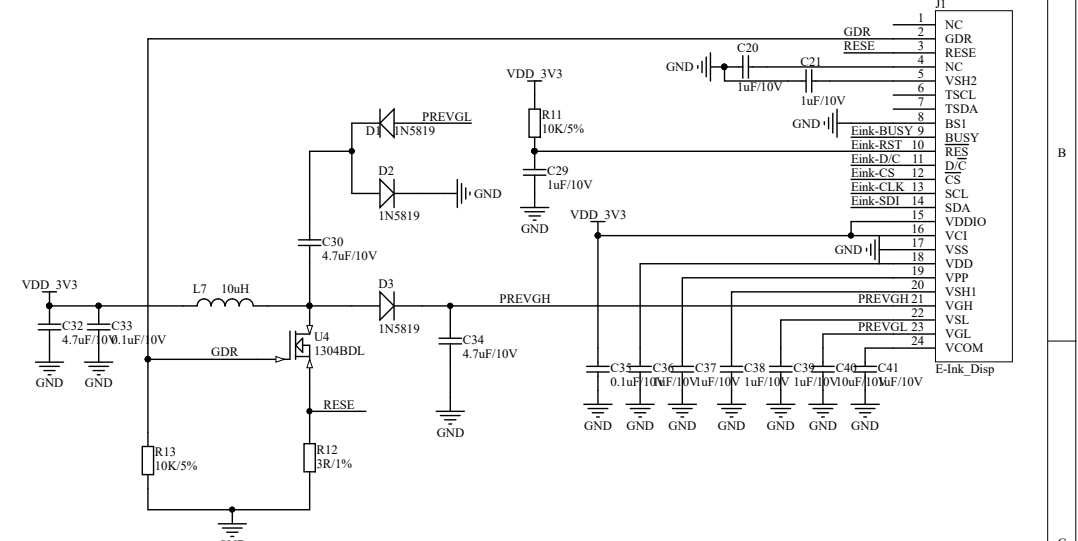 J1
1 NC
GDR 2 GDR
RESE 3 RESE
4 NC
5 VSH2
6 TSCL
7 TSDA
8 BS1
Eink-BUSY 9 BUSY
Eink-RST 10 RES
Eink-D/C 11 D/C
Eink-CS 12 CS
Eink-CLK 13 SCL
Eink-SDI 14 SDA
15 VDDIO
16 VCI
17 VSS
18 VDD
19 VPP
20 VSH1
PREVGH 21 VGH
22 VSL
PREVGL 23 VGL
24 VCOM
E-Ink_Disp
GND
C20
1uF/10V
C21
1uF/10V
GND
VDD_3V3
R11
10K/5%
C29
1uF/10V
GND
VDD_3V3
GND
D1
1N5819
PREVGL
D2
1N5819
GND
C30
4.7uF/10V
VDD_3V3
L7 10uH
D3
1N5819
PREVGH
C32
4.7uF/10V
C33
0.1uF/10V
GND
GND
GDR
U4
1304BDL
C34
4.7uF/10V
GND
RESE
R13
10K/5%
R12
3R/1%
C35
0.1uF/10V
C36
1uF/10V
C37
1uF/10V
C38
1uF/10V
C39
1uF/10V
C40
10uF/10V
C41
1uF/10V
GND
GND
GND
GND
GND
GND
GND
B